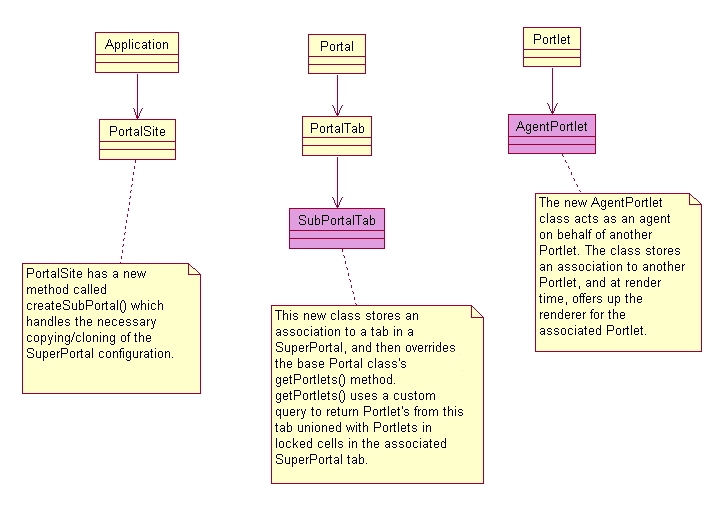 Application
Portal
Portlet
PortalSite
PortalTab
AgentPortlet
SubPortalTab
PortalSite has a new
method called
createSubPortal() which
handles the necessary
copying/cloning of the
SuperPortal configuration.
This new class stores an
association to a tab in a
SuperPortal, and then overrides
the base Portal class's
getPortlets() method.
getPortlets() uses a custom
query to return Portlet's from this
tab unioned with Portlets in
locked cells in the associated
SuperPortal tab.
The new AgentPortlet
class acts as an agent
on behalf of another
Portlet. The class stores
an association to another
Portlet, and at render
time, offers up the
renderer for the
associated Portlet.